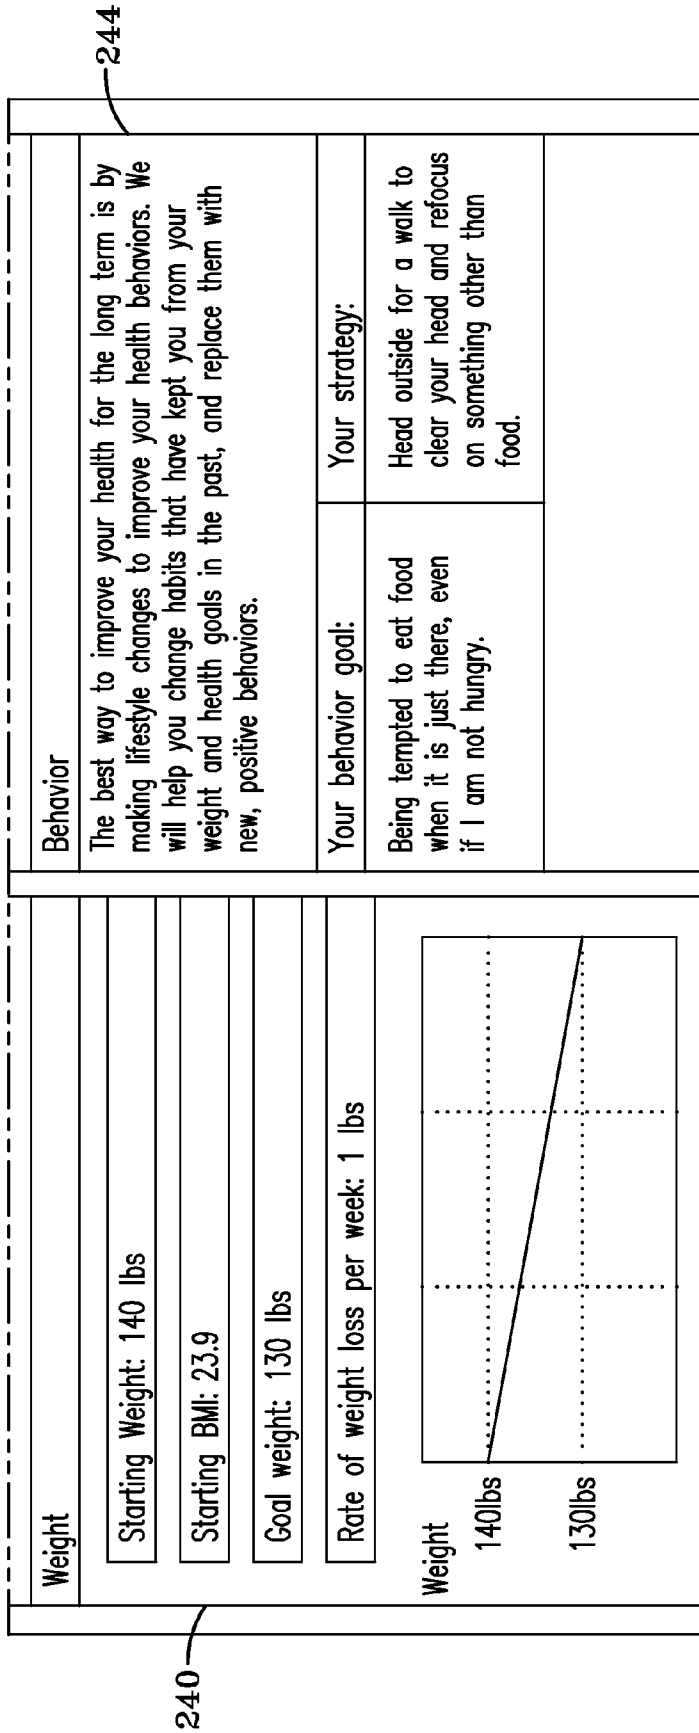 Weight
Starting Weight: 140 lbs
Starting BMI: 23.9
Goal weight: 130 lbs
Rate of weight loss per week: 1 lbs
Weight
140lbs
130lbs
240
Behavior
The best way to improve your health for the long term is by
making lifestyle changes to improve your health behaviors. We
will help you change habits that have kept you from your
weight and health goals in the past, and replace them with
new, positive behaviors.
Your behavior goal:
Being tempted to eat food
when it is just there, even
if I am not hungry.
Your strategy:
Head outside for a walk to
clear your head and refocus
on something other than
food.
244